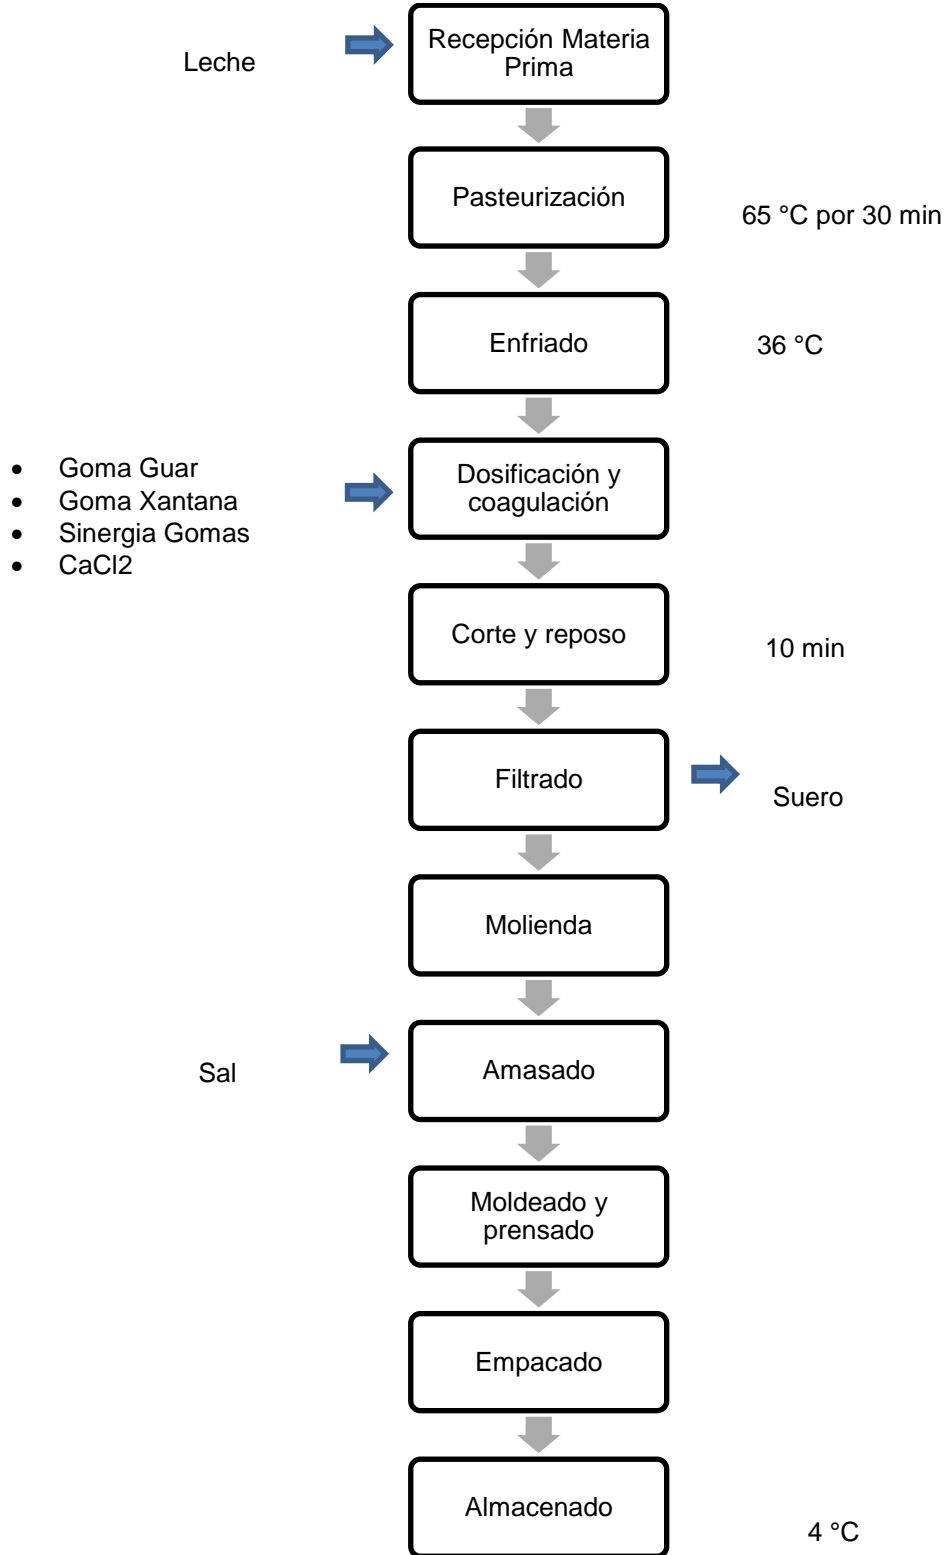 Leche
Recepción Materia
Prima
Pasteurización
65 °C por 30 min
Enfriado
36 °C
• Goma Guar
• Goma Xantana
• Sinergia Gomas
• CaCl2
Dosificación y
coagulación
Corte y reposo
10 min
Filtrado
Suero
Molienda
Sal
Amasado
Moldeado y
prensado
Empacado
Almacenado
4 °C